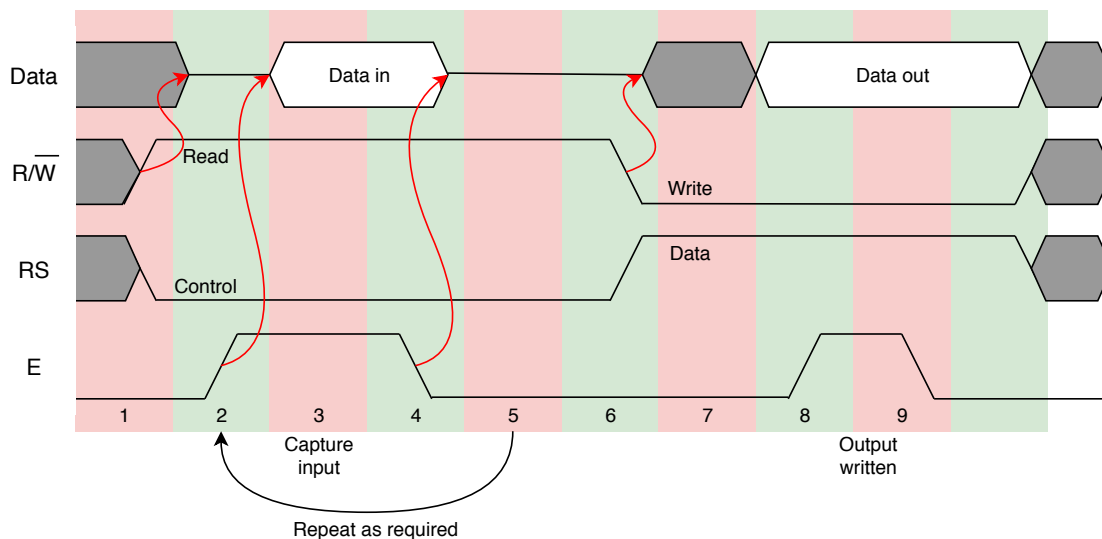 Data
Data in
Data out
R/W̅
Read
Write
RS
Control
Data
E
1 2 3 4 5 6 7 8 9
Capture
input
Output
written
Repeat as required